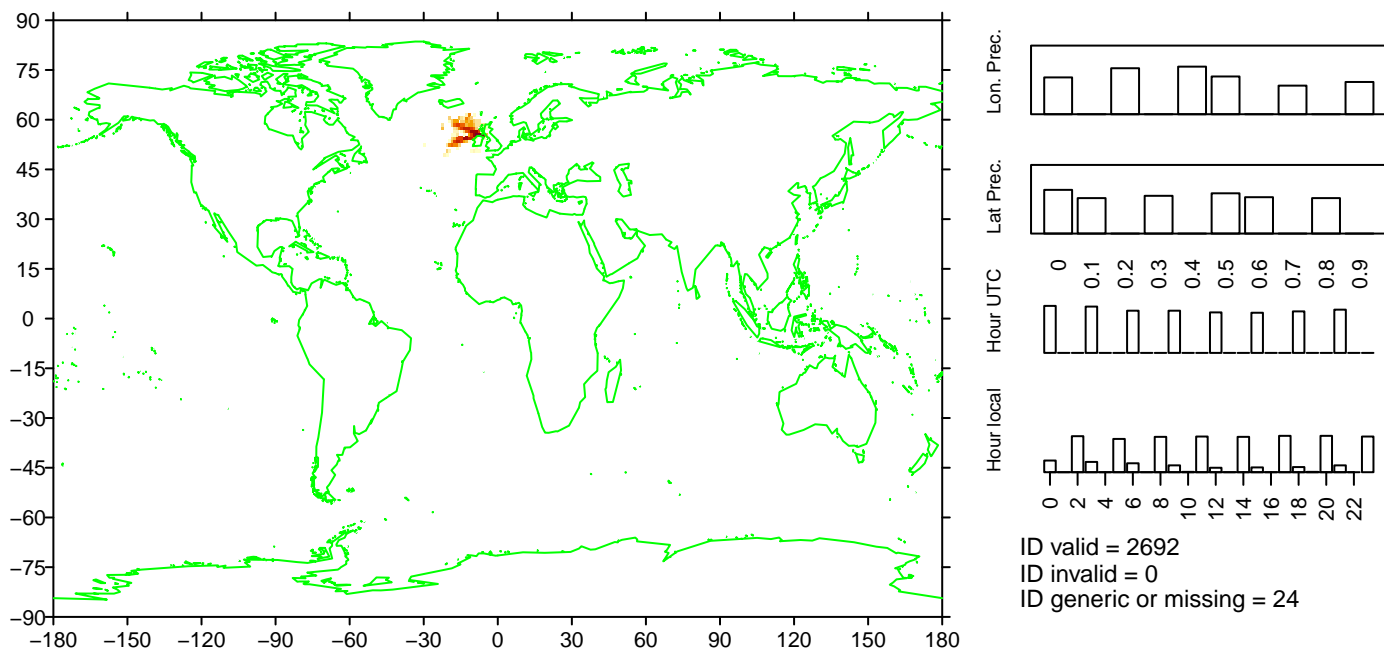 90
75
60
45
30
15
0
−15
−30
−45
−60
−75
−90
−180 −150 −120 −90 −60 −30 0 30 60 90 120 150 180
Lon. Prec.
Lat Prec.
0 0.1 0.2 0.3 0.4 0.5 0.6 0.7 0.8 0.9
Hour UTC
Hour local
0 2 4 6 8 10 12 14 16 18 20 22
ID valid = 2692
ID invalid = 0
ID generic or missing = 24